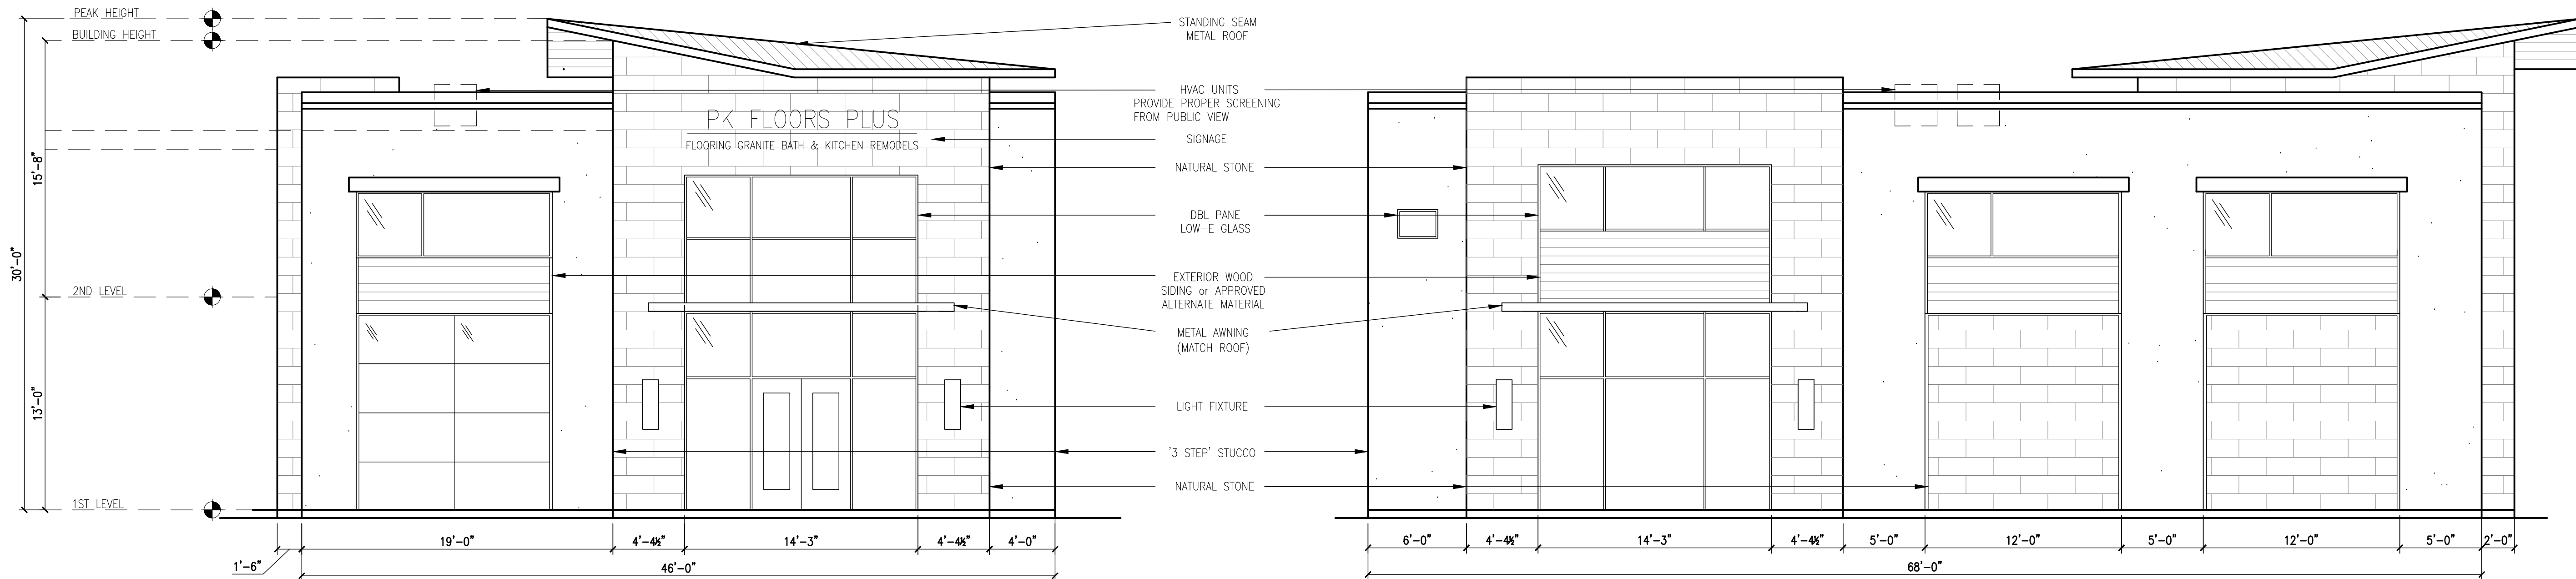 PEAK HEIGHT
BUILDING HEIGHT
2ND LEVEL
1ST LEVEL
30'-0"
15'-8"
13'-0"
PK FLOORS PLUS
FLOORING GRANITE BATH & KITCHEN REMODELS
STANDING SEAM
METAL ROOF
HVAC UNITS
PROVIDE PROPER SCREENING
FROM PUBLIC VIEW
SIGNAGE
NATURAL STONE
DBL PANE
LOW-E GLASS
EXTERIOR WOOD
SIDING or APPROVED
ALTERNATE MATERIAL
METAL AWNING
(MATCH ROOF)
LIGHT FIXTURE
'3 STEP' STUCCO
NATURAL STONE
1'-6"
19'-0"
4'-4½"
14'-3"
4'-4½"
4'-0"
46'-0"
6'-0"
4'-4½"
14'-3"
4'-4½"
5'-0"
12'-0"
5'-0"
12'-0"
5'-0"
2'-0"
68'-0"